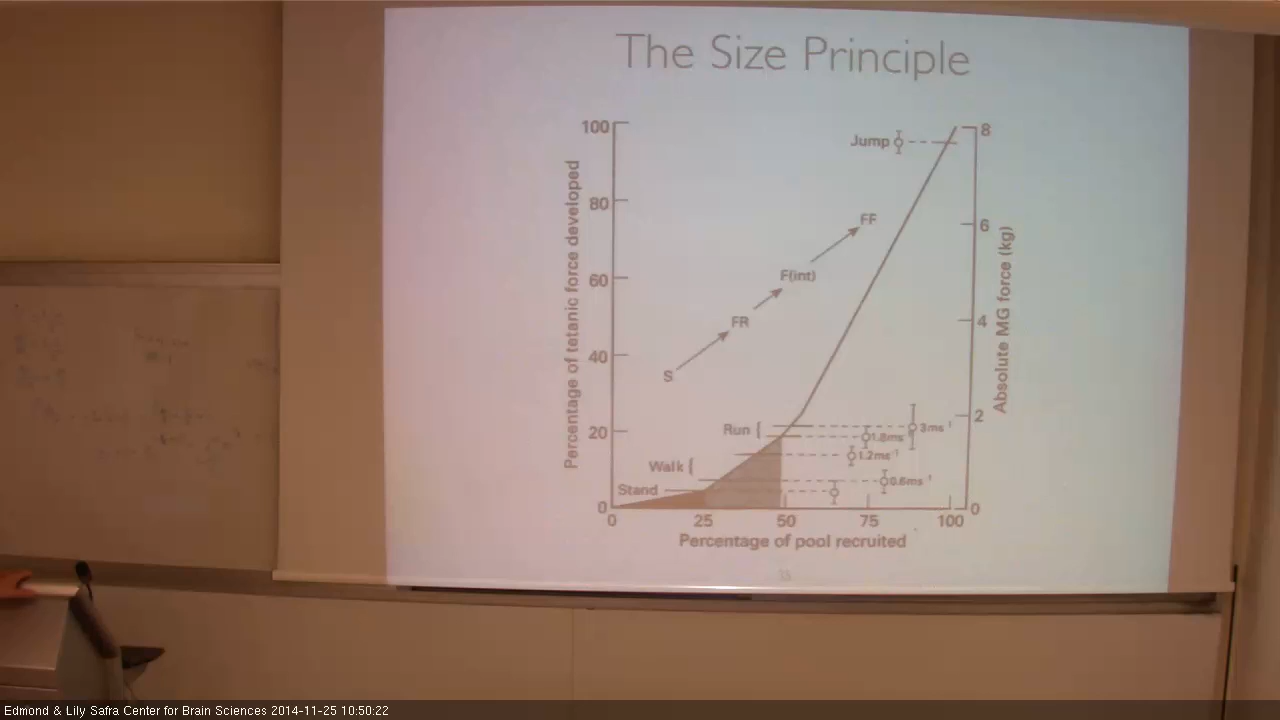 The Size Principle
100
80
60
40
20
0
Percentage of tetanic force developed
Jump
8
6
4
2
0
Absolute MG force (kg)
FF
F(int)
FR
S
Run {
3ms⁻¹
1.8ms⁻¹
1.2ms⁻¹
Walk {
0.6ms⁻¹
Stand
0 25 50 75 100
Percentage of pool recruited
Edmond & Lily Safra Center for Brain Sciences 2014-11-25 10:50:22